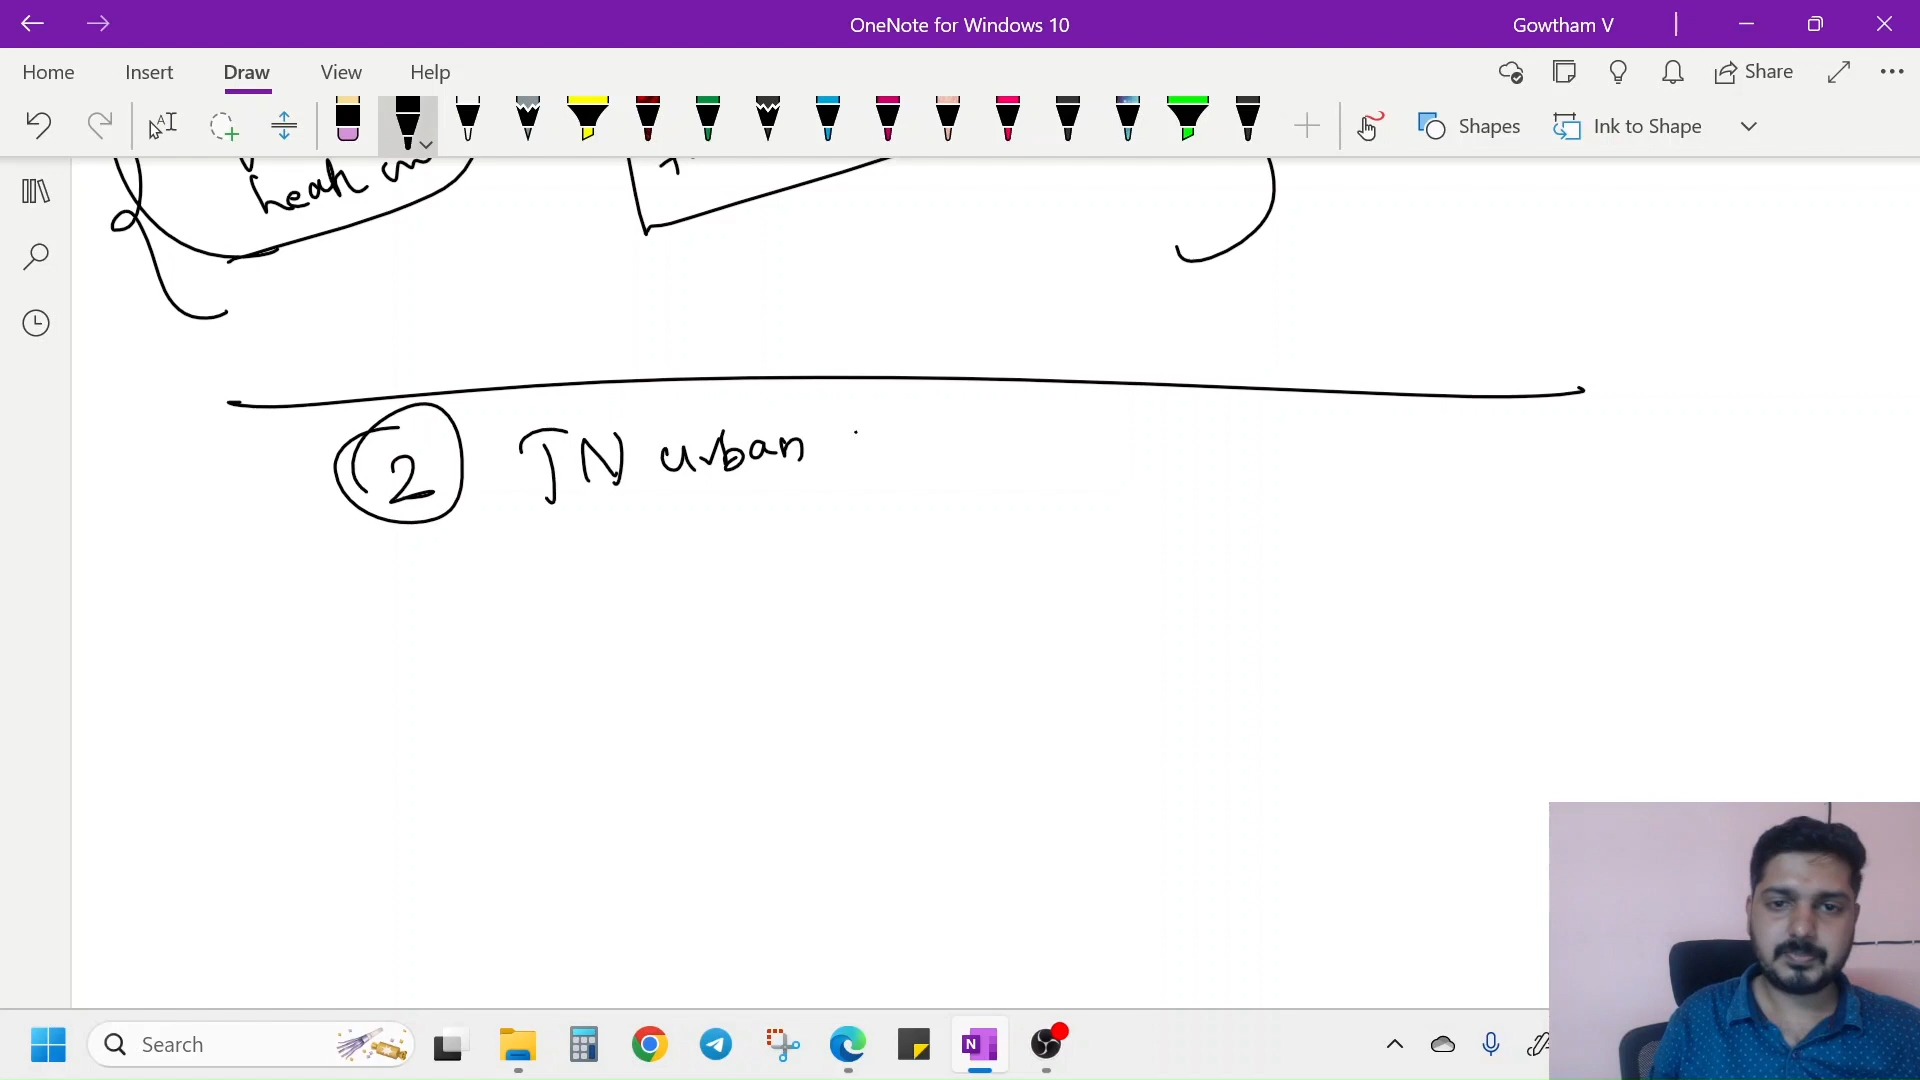 OneNote for Windows 10
Gowtham V
Home Insert Draw View Help
Share
Shapes Ink to Shape
2 TN urban
Search